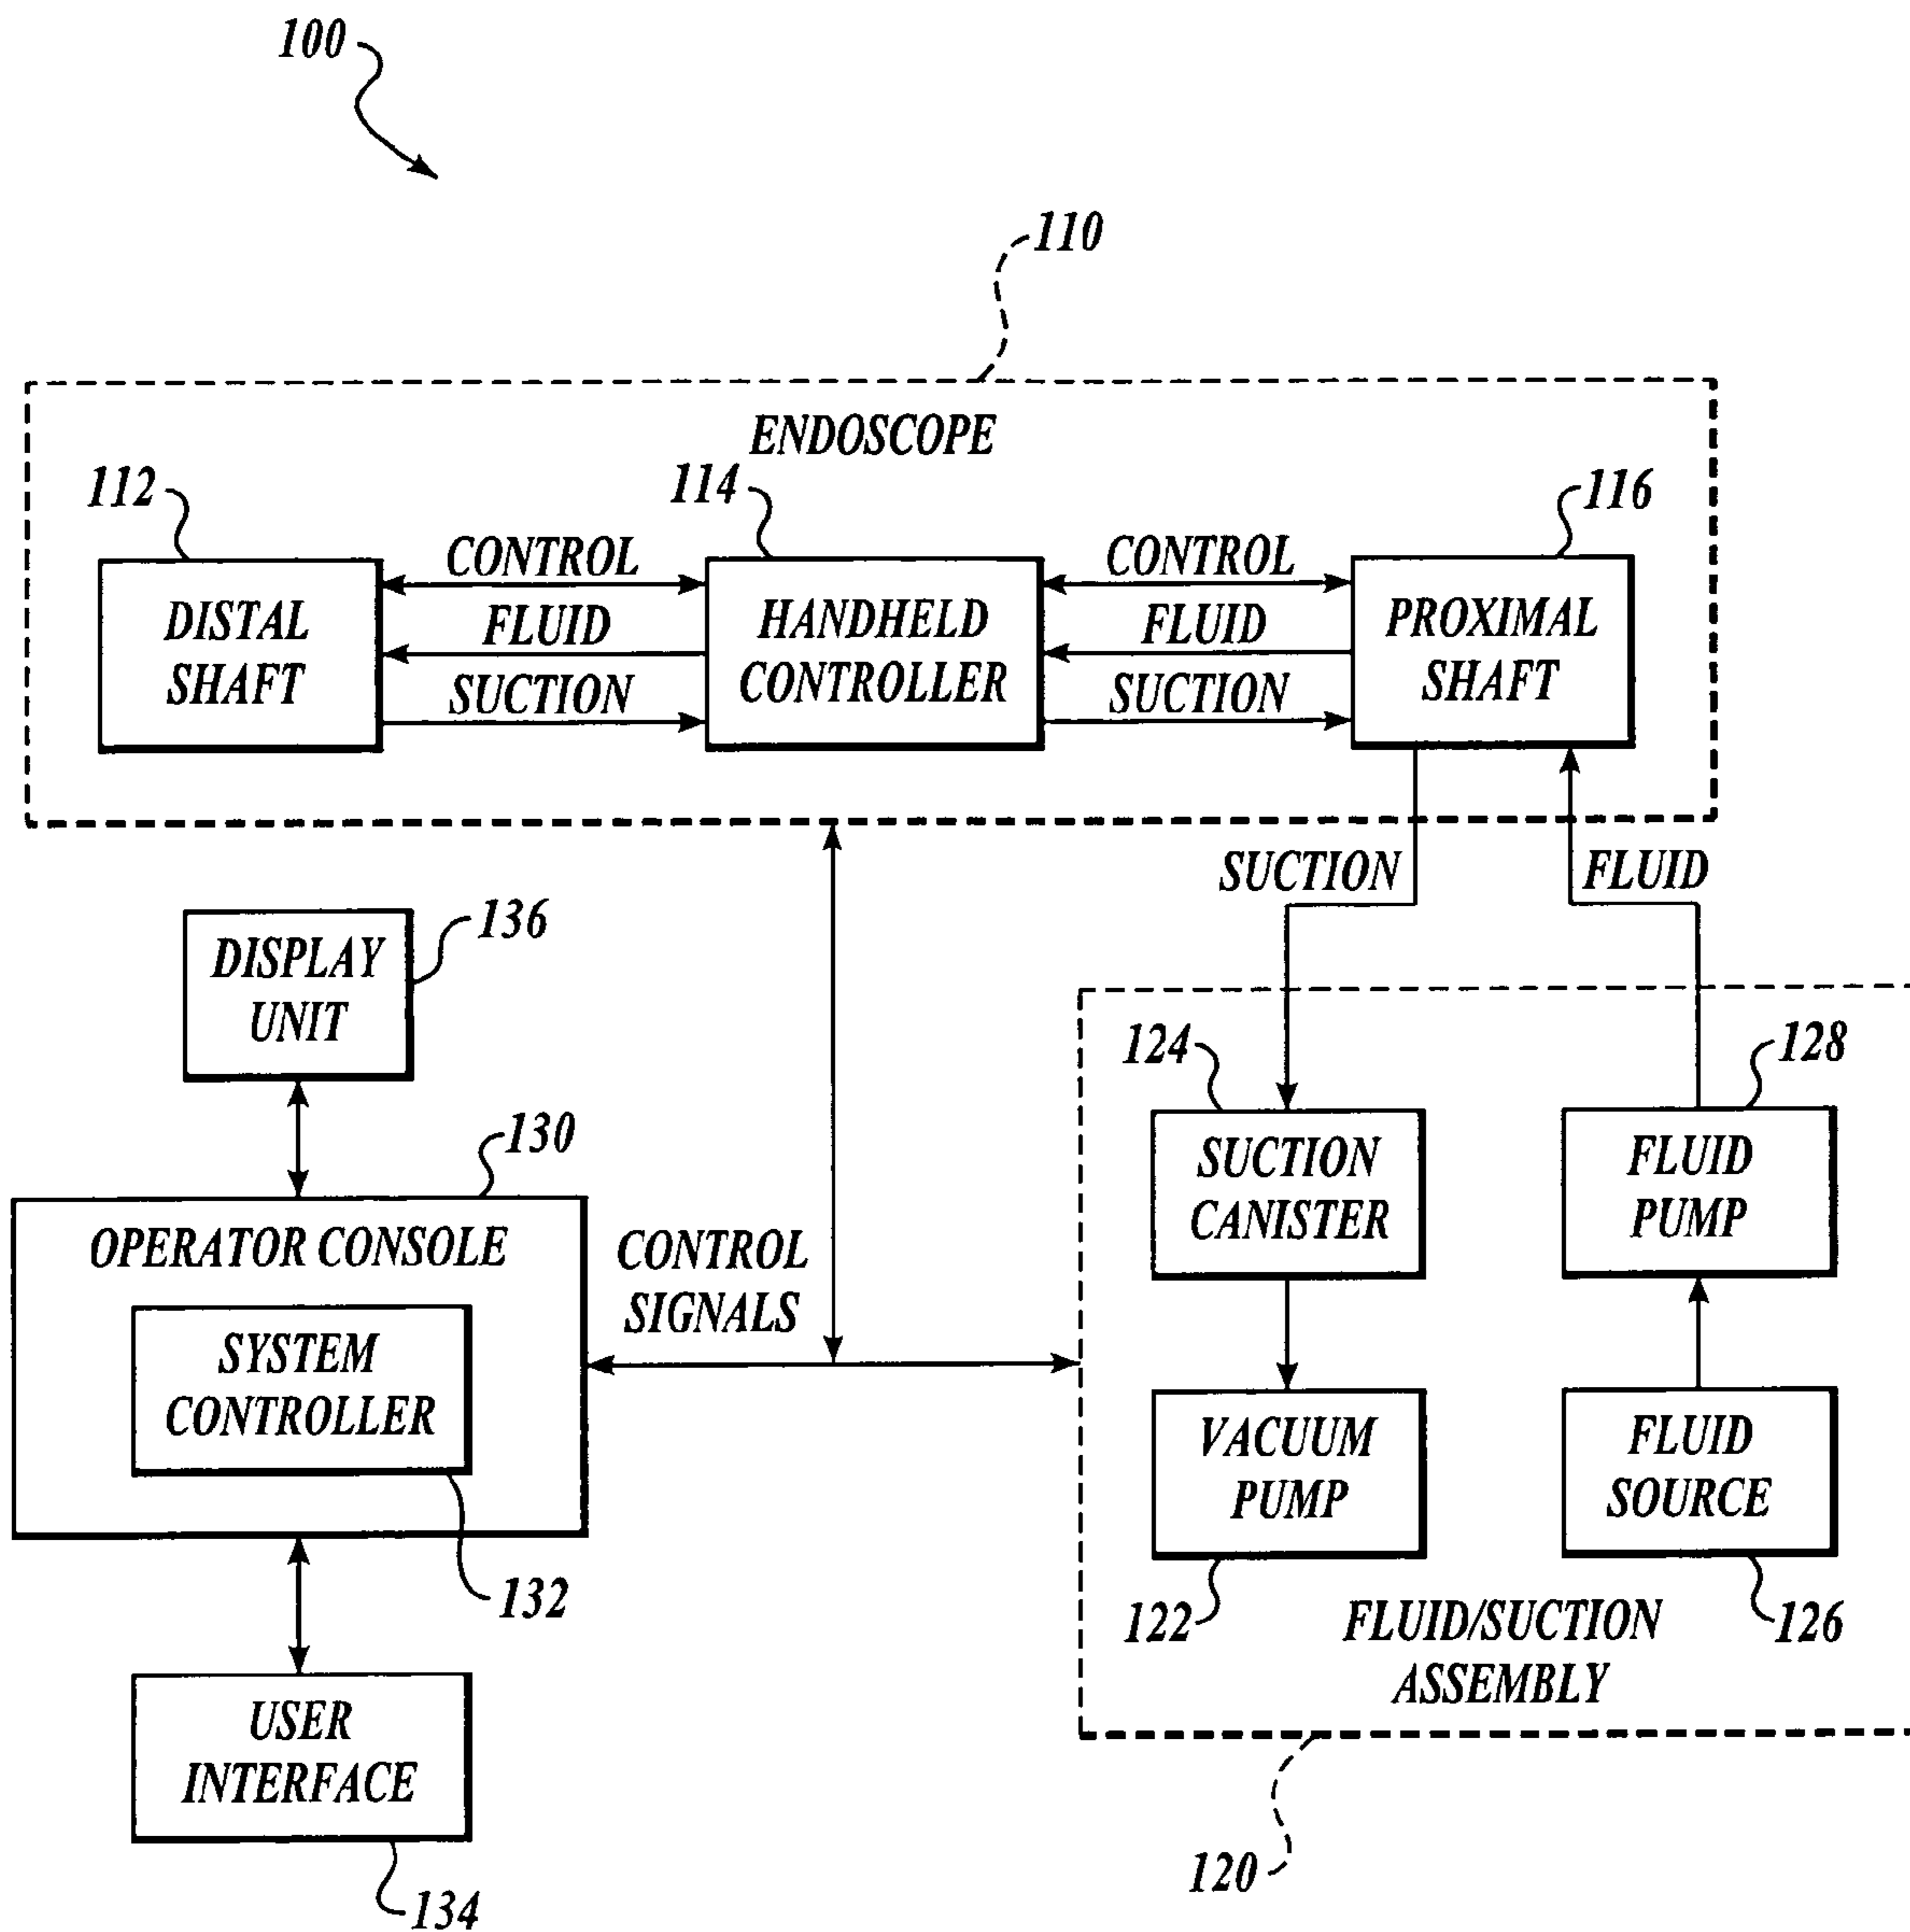 100
110
ENDOSCOPE
112
114
116
DISTAL
SHAFT
CONTROL
FLUID
SUCTION
HANDHELD
CONTROLLER
CONTROL
FLUID
SUCTION
PROXIMAL
SHAFT
SUCTION
FLUID
136
DISPLAY
UNIT
124
128
SUCTION
CANISTER
FLUID
PUMP
130
OPERATOR CONSOLE
SYSTEM
CONTROLLER
CONTROL
SIGNALS
VACUUM
PUMP
FLUID
SOURCE
132
122
126
FLUID/SUCTION
ASSEMBLY
USER
INTERFACE
134
120